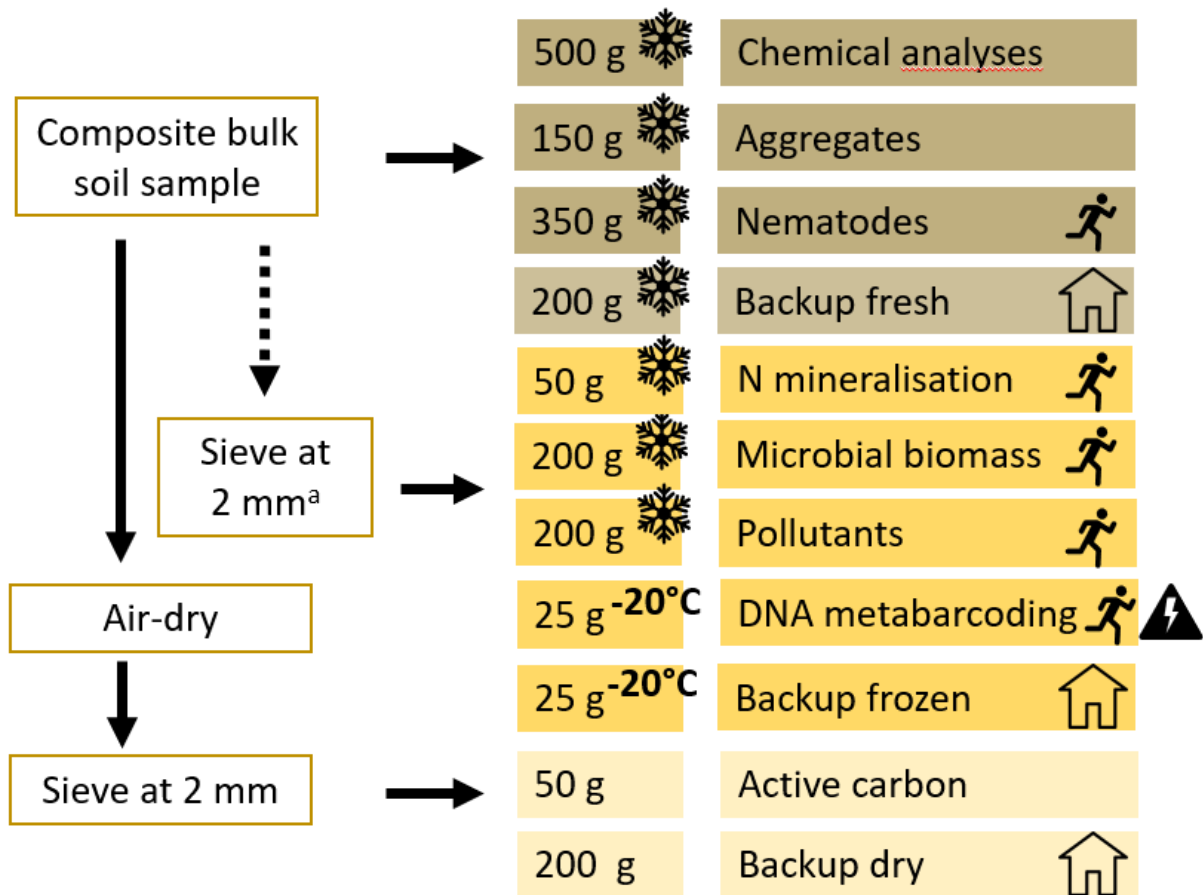 Composite bulk
soil sample
Sieve at
2 mmᵃ
Air-dry
Sieve at 2 mm
500 g Chemical analyses
150 g Aggregates
350 g Nematodes
200 g Backup fresh
50 g N mineralisation
200 g Microbial biomass
200 g Pollutants
25 g -20°C DNA metabarcoding
25 g -20°C Backup frozen
50 g Active carbon
200 g Backup dry